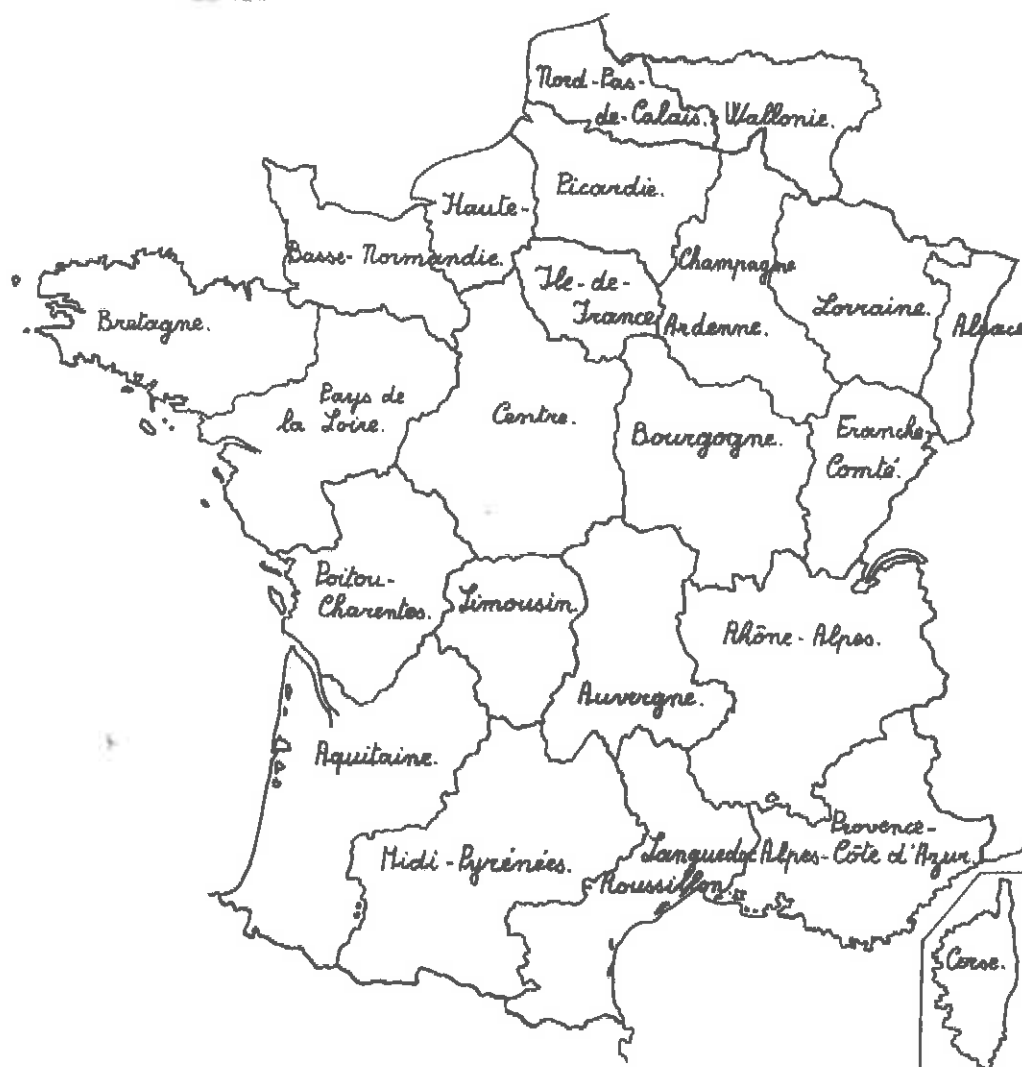 Nord-Pas-
de-Calais.
Wallonie.
Picardie.
Haute-
Basse-Normandie.
Champagne
Ardenne.
Ile-de-
France
Lorraine.
Alsace
Bretagne.
Pays de
la Loire.
Centre.
Bourgogne.
Franche-
Comté.
Poitou-
Charentes.
Limousin.
Rhône-Alpes.
Auvergne.
Aquitaine.
Midi-Pyrénées.
Languedoc
Roussillon.
Provence-
Alpes-Côte d'Azur.
Corse.